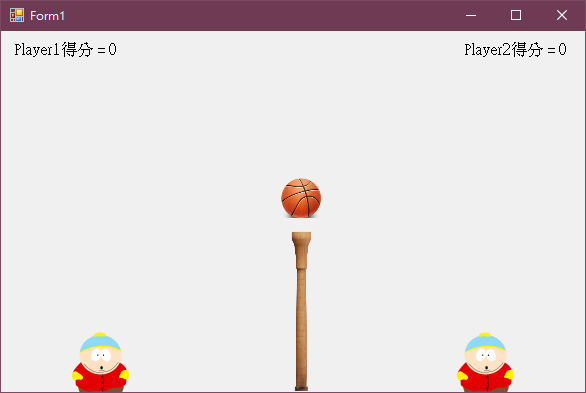 Form1
Player1得分 = 0
Player2得分 = 0